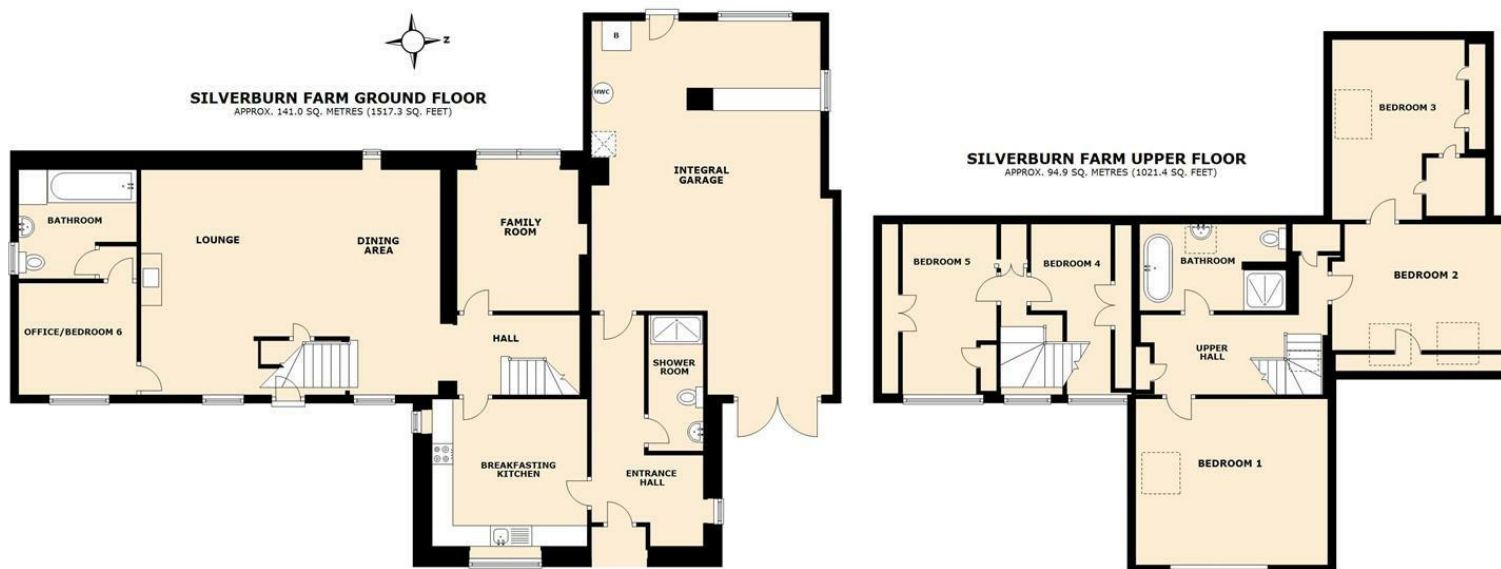 Z
SILVERBURN FARM GROUND FLOOR
APPROX. 141.0 SQ. METRES (1517.3 SQ. FEET)
B
HWC
INTEGRAL
GARAGE
BATHROOM
LOUNGE
DINING
AREA
FAMILY
ROOM
OFFICE/BEDROOM 6
HALL
SHOWER
ROOM
BREAKFASTING
KITCHEN
ENTRANCE
HALL
SILVERBURN FARM UPPER FLOOR
APPROX. 94.9 SQ. METRES (1021.4 SQ. FEET)
BEDROOM 3
BEDROOM 5
BEDROOM 4
BATHROOM
BEDROOM 2
UPPER
HALL
BEDROOM 1